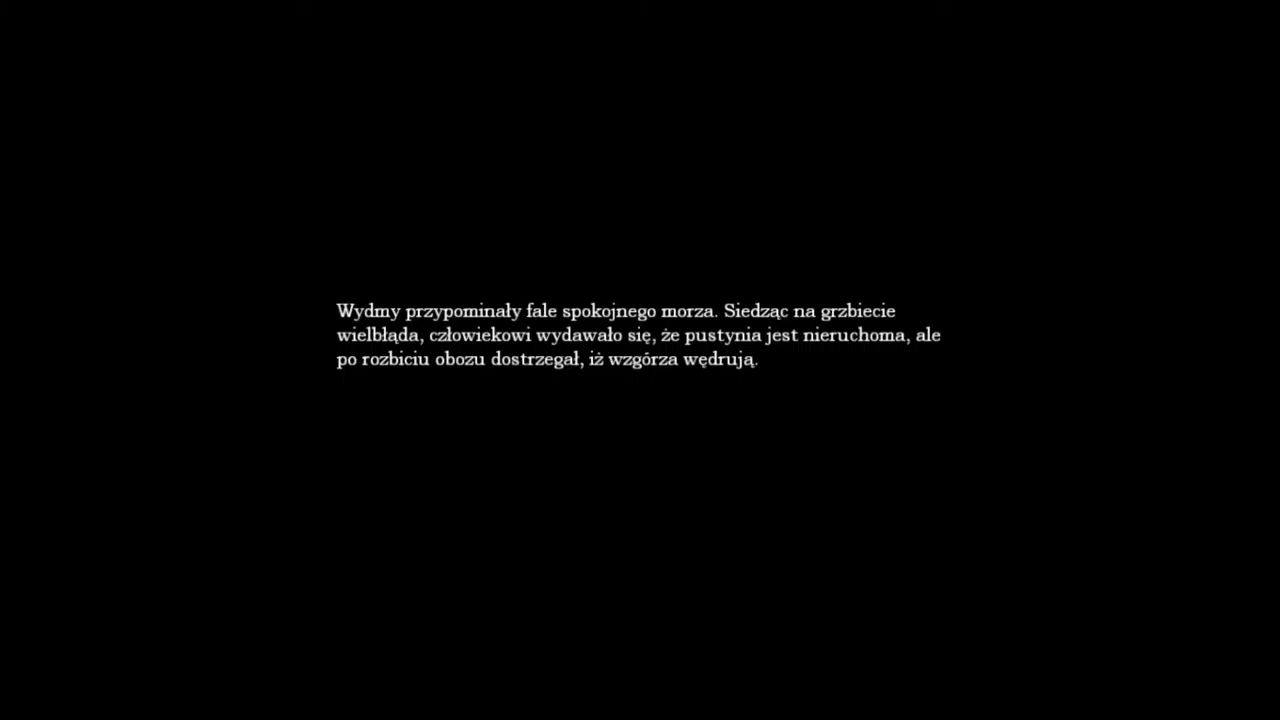 Wydmy przypominały fale spokojnego morza. Siedząc na grzbiecie
wielbłąda, człowiekowi wydawało się, że pustynia jest nieruchoma, ale
po rozbiciu obozu dostrzegał, iż wzgórza wędrują.